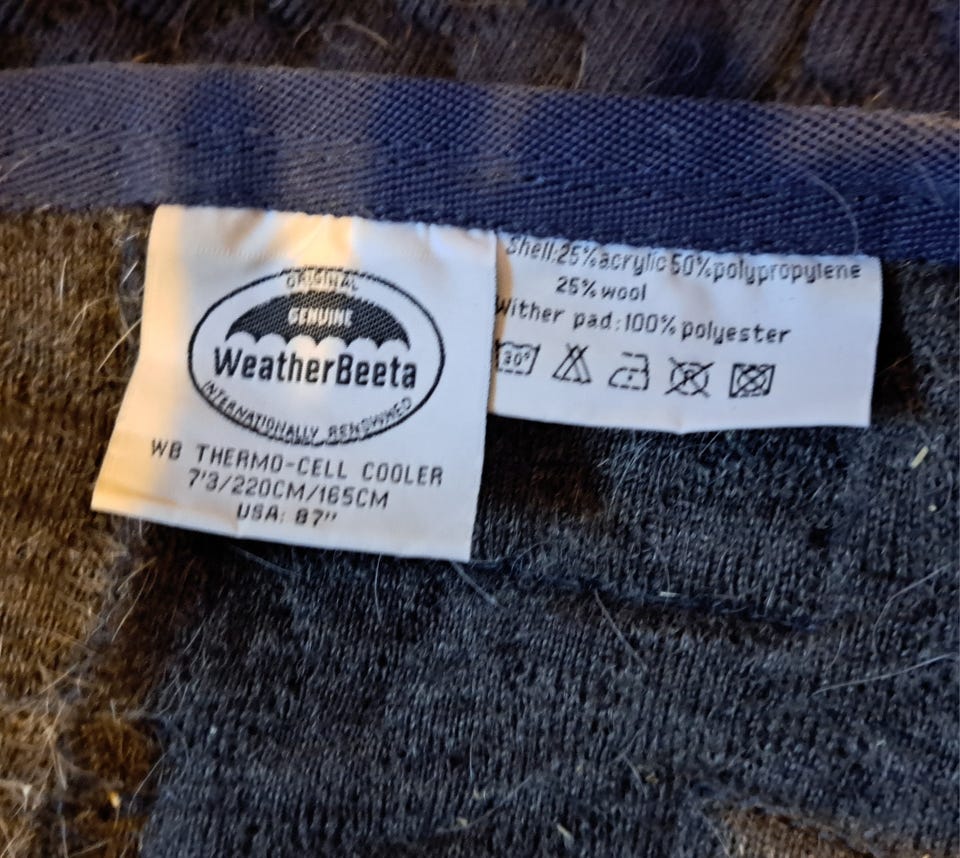 ORIGINAL
GENUINE
WeatherBeeta
INTERNATIONALLY RENOWNED
WB THERMO-CELL COOLER
7'3/220CM/165CM
USA: 87"
Shell:25%acrylic 50%polypropylene
25% wool
Wither pad:100% polyester
30°